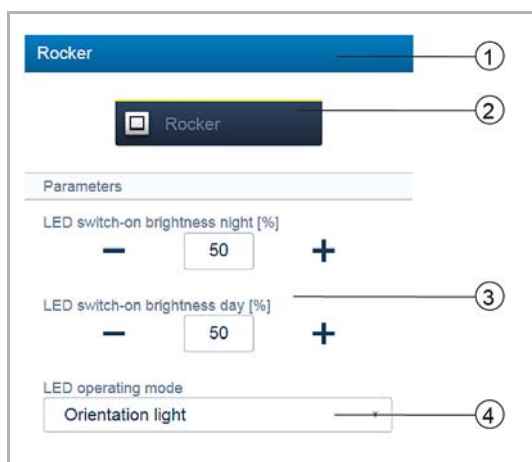 Rocker
1
Rocker
2
Parameters
LED switch-on brightness night [%]
− 50 +
3
LED switch-on brightness day [%]
− 50 +
LED operating mode
Orientation light
4